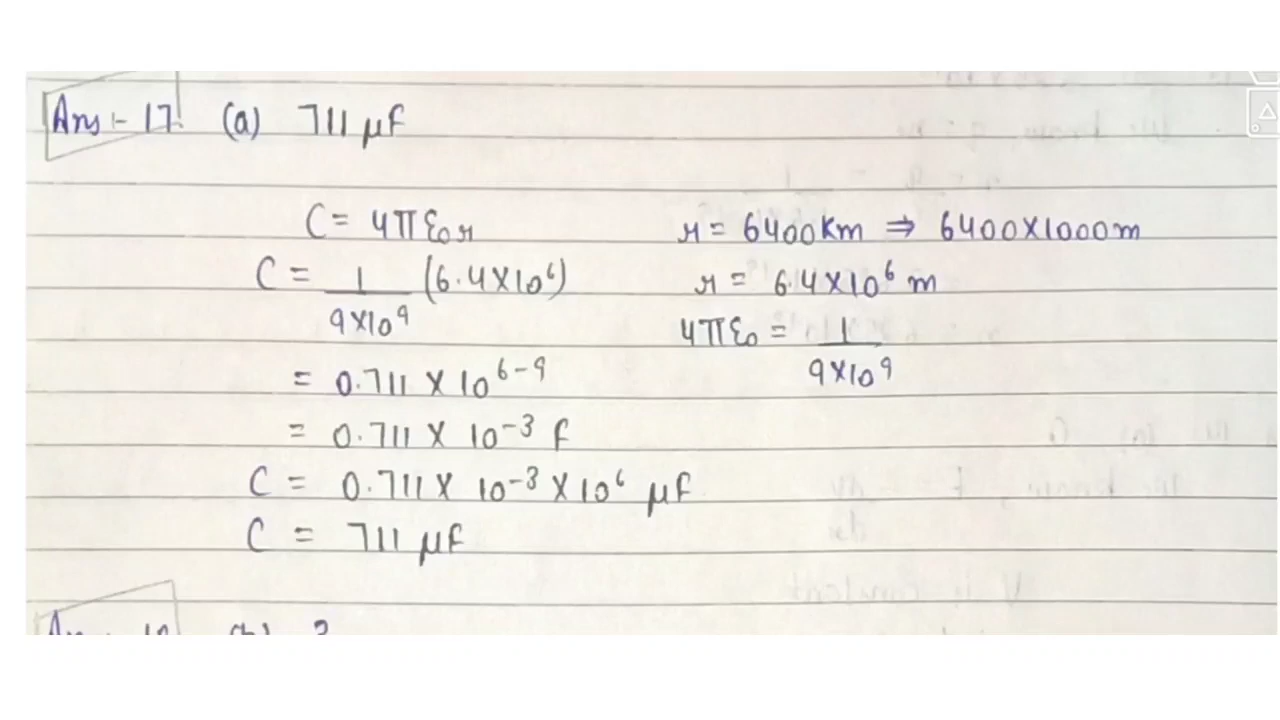 Ans :- 17. (a) 711 μF
C = 4πε₀r r = 6400 Km ⇒ 6400×1000m
C = 1/9×10⁹ (6.4×10⁶) r = 6.4×10⁶ m
4πε₀ = 1/9×10⁹
= 0.711 × 10⁶⁻⁹
= 0.711 × 10⁻³ F
C = 0.711 × 10⁻³ × 10⁶ μF
C = 711 μF